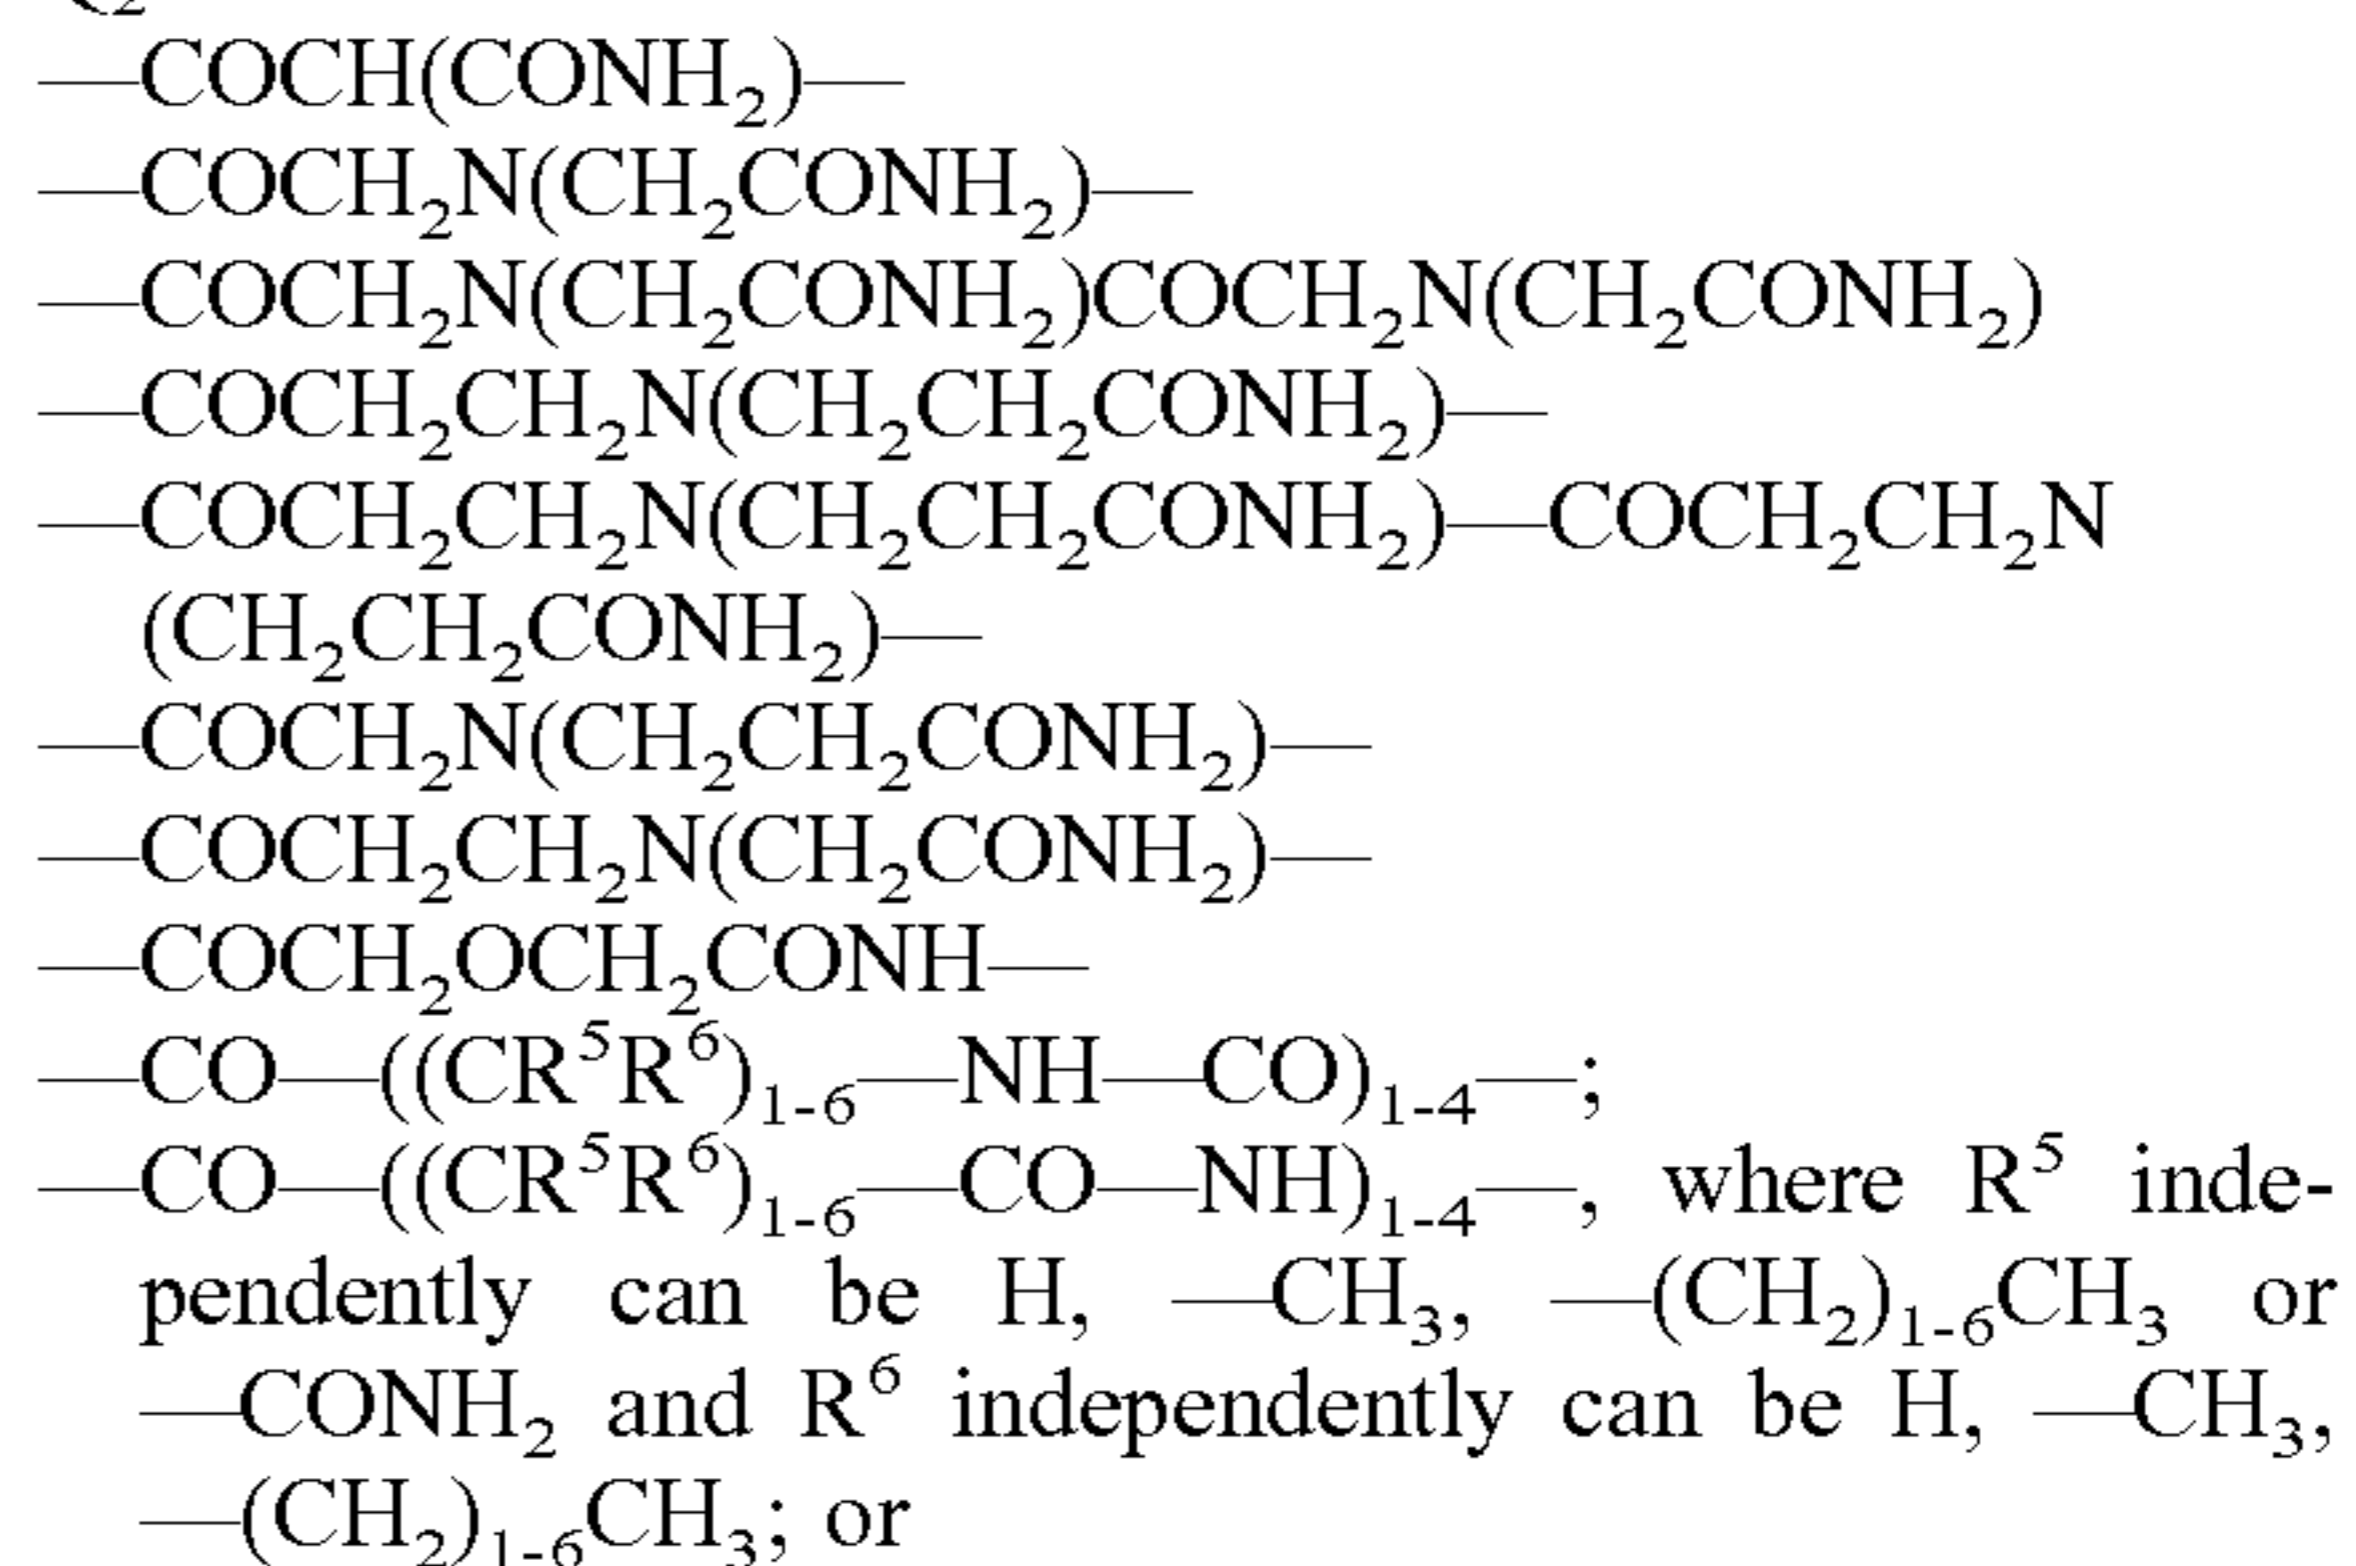 —COCH(CONH₂)—
—COCH₂N(CH₂CONH₂)—
—COCH₂N(CH₂CONH₂)COCH₂N(CH₂CONH₂)
—COCH₂CH₂N(CH₂CH₂CONH₂)—
—COCH₂CH₂N(CH₂CH₂CONH₂)—COCH₂CH₂N
(CH₂CH₂CONH₂)—
—COCH₂N(CH₂CH₂CONH₂)—
—COCH₂CH₂N(CH₂CONH₂)—
—COCH₂OCH₂CONH—
—CO—((CR⁵R⁶)₁₋₆—NH—CO)₁₋₄—;
—CO—((CR⁵R⁶)₁₋₆—CO—NH)₁₋₄—, where R⁵ inde-
pendently can be H, —CH₃, —(CH₂)₁₋₆CH₃ or
—CONH₂ and R⁶ independently can be H, —CH₃,
—(CH₂)₁₋₆CH₃; or